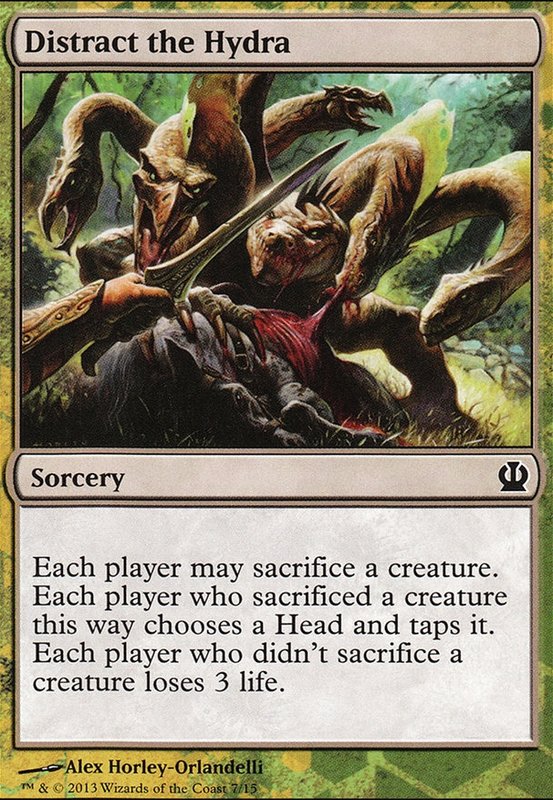 Distract the Hydra
Sorcery
Each player may sacrifice a creature.
Each player who sacrificed a creature
this way chooses a Head and taps it.
Each player who didn't sacrifice a
creature loses 3 life.
Alex Horley-Orlandelli
™ & © 2013 Wizards of the Coast 7/15